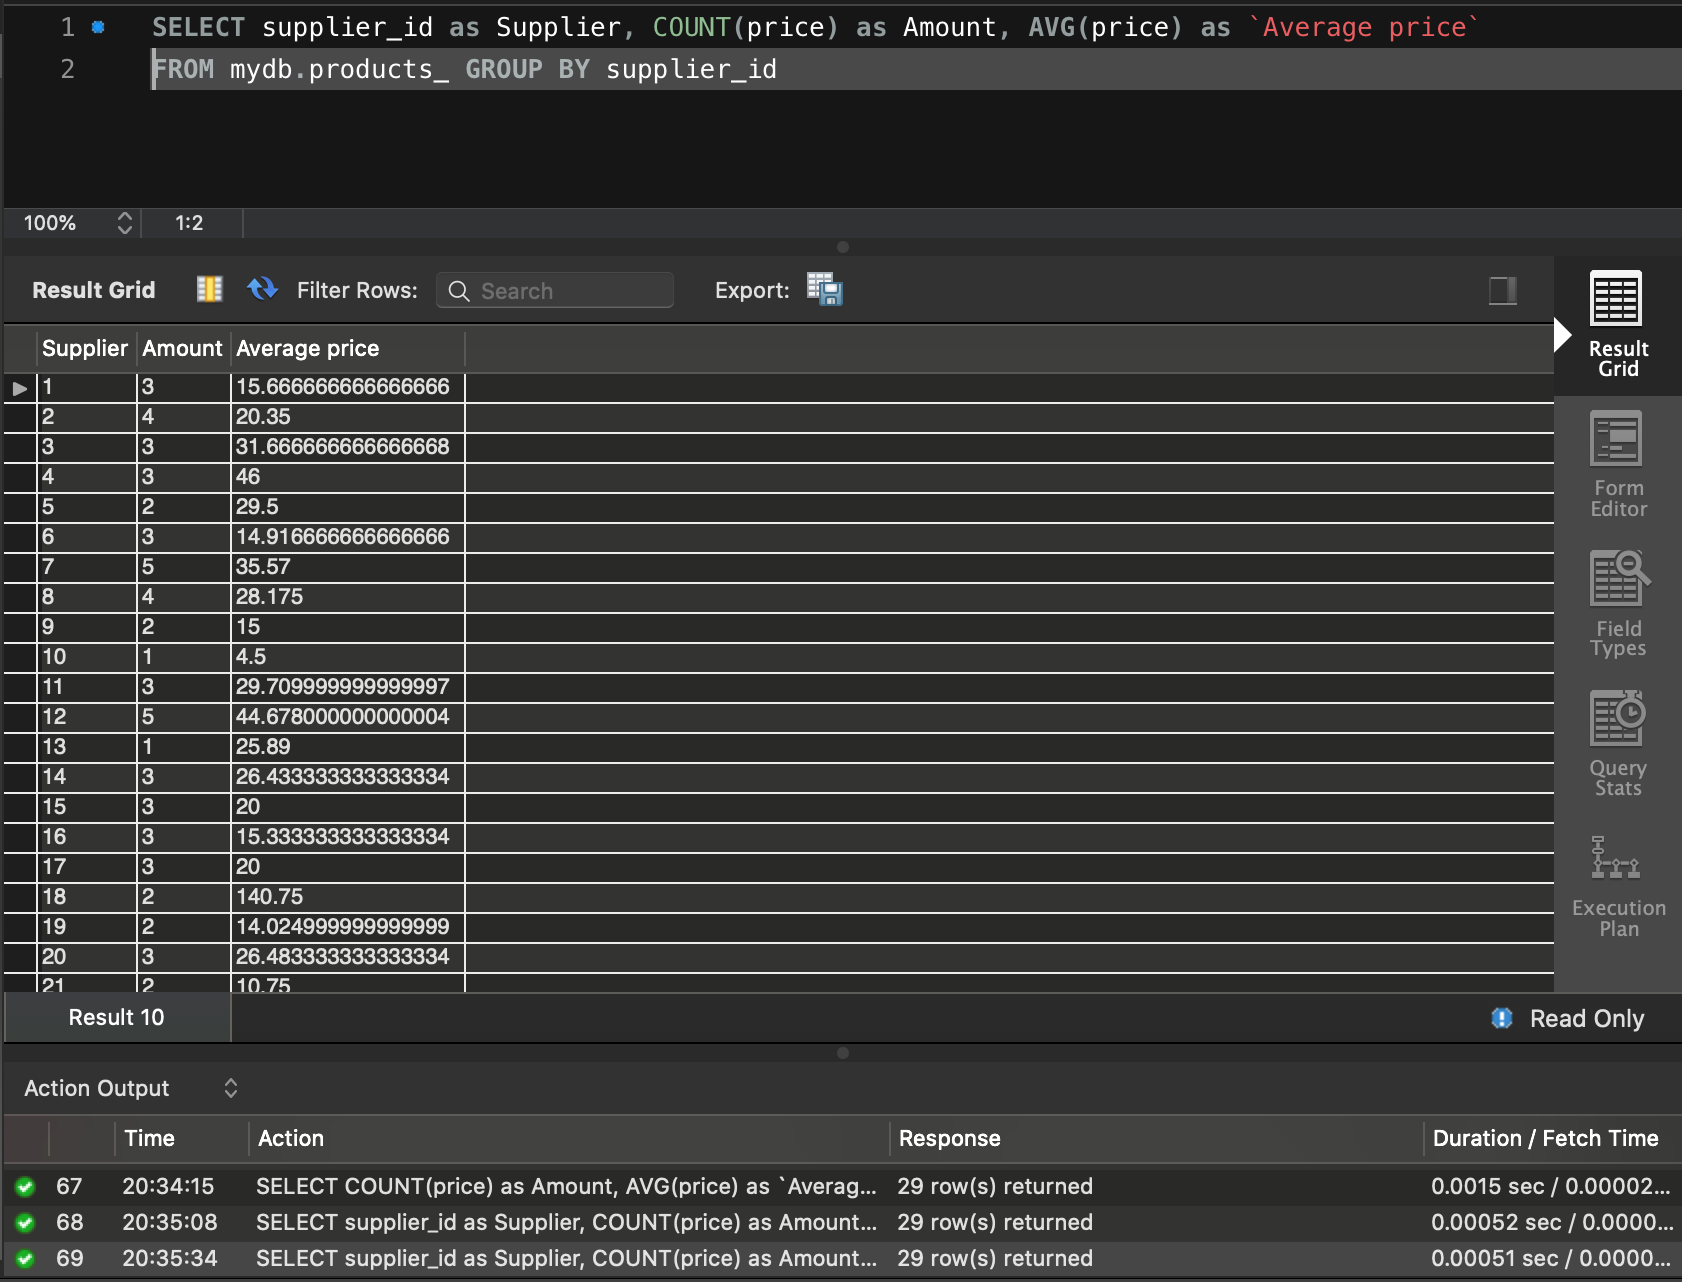 1 SELECT supplier_id as Supplier, COUNT(price) as Amount, AVG(price) as `Average price`
2 FROM mydb.products_ GROUP BY supplier_id
100% 1:2
Result Grid Filter Rows: Search Export:
Supplier Amount Average price
1 3 15.666666666666666
2 4 20.35
3 3 31.666666666666668
4 3 46
5 2 29.5
6 3 14.916666666666666
7 5 35.57
8 4 28.175
9 2 15
10 1 4.5
11 3 29.709999999999997
12 5 44.678000000000004
13 1 25.89
14 3 26.433333333333334
15 3 20
16 3 15.333333333333334
17 3 20
18 2 140.75
19 2 14.024999999999999
20 3 26.483333333333334
21 2 10.75
Result
Grid
Form
Editor
Field
Types
Query
Stats
Execution
Plan
Result 10 Read Only
Action Output
Time Action Response Duration / Fetch Time
67 20:34:15 SELECT COUNT(price) as Amount, AVG(price) as `Averag... 29 row(s) returned 0.0015 sec / 0.00002...
68 20:35:08 SELECT supplier_id as Supplier, COUNT(price) as Amount... 29 row(s) returned 0.00052 sec / 0.0000...
69 20:35:34 SELECT supplier_id as Supplier, COUNT(price) as Amount... 29 row(s) returned 0.00051 sec / 0.0000...